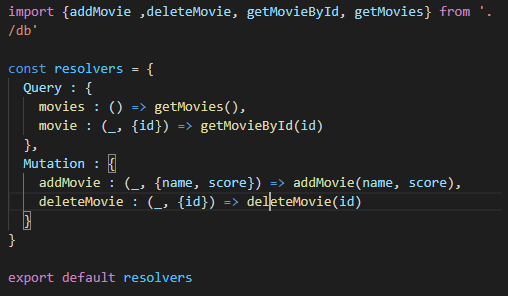 import {addMovie ,deleteMovie, getMovieById, getMovies} from '.
/db'
const resolvers = {
Query : {
movies : () => getMovies(),
movie : (_, {id}) => getMovieById(id)
},
Mutation : {
addMovie : (_, {name, score}) => addMovie(name, score),
deleteMovie : (_, {id}) => deleteMovie(id)
}
}
export default resolvers